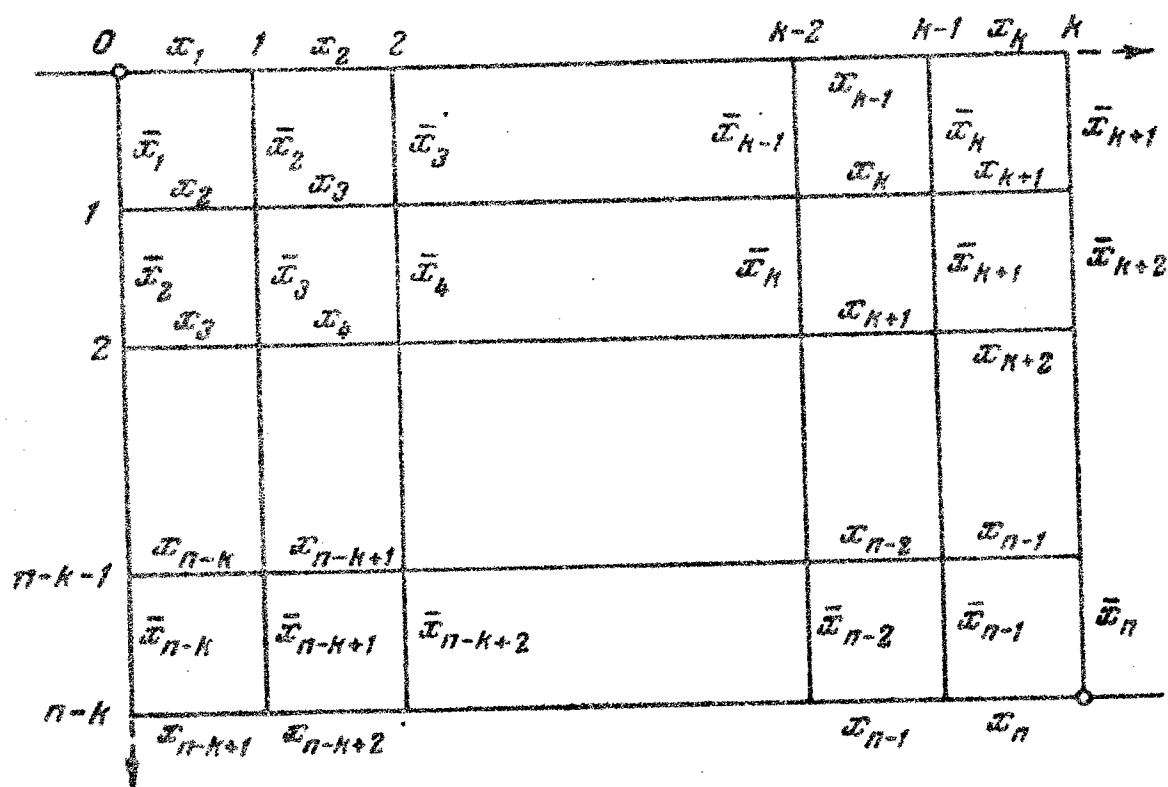 0 x₁ 1 x₂ 2 k-2 k-1 xₖ k
x̄₁ x̄₂ x̄₃ x̄ₖ₋₁ xₖ₋₁ x̄ₖ x̄ₖ₊₁
x₂ x₃ xₖ xₖ₊₁
1
x̄₂ x̄₃ x̄₄ x̄ₖ x̄ₖ₊₁ x̄ₖ₊₂
x₃ x₄ xₖ₊₁
2 xₖ₊₂
xₙ₋ₖ xₙ₋ₖ₊₁ xₙ₋₂ xₙ₋₁
n-k-1
x̄ₙ₋ₖ x̄ₙ₋ₖ₊₁ x̄ₙ₋ₖ₊₂ x̄ₙ₋₂ x̄ₙ₋₁ x̄ₙ
n-k
xₙ₋ₖ₊₁ xₙ₋ₖ₊₂ xₙ₋₁ xₙ